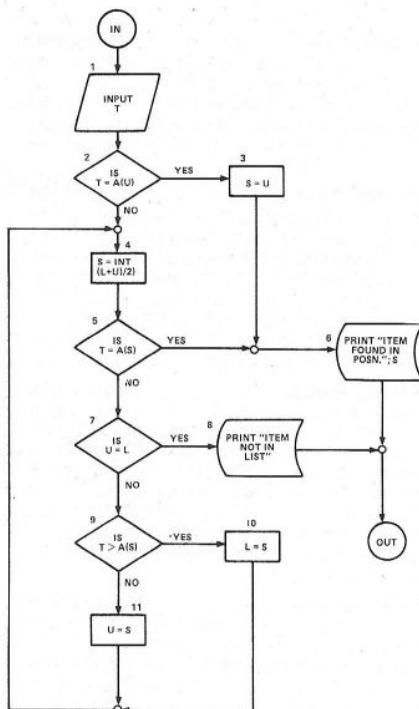 IN
1
INPUT
T
2
IS
T = A(U)
YES
3
S = U
NO
4
S = INT
(L+U)/2)
5
IS
T = A(S)
YES
6
PRINT "ITEM
FOUND IN
POSN."; S
NO
7
IS
U = L
YES
8
PRINT "ITEM
NOT IN
LIST"
NO
OUT
9
IS
T > A(S)
YES
10
L = S
NO
11
U = S